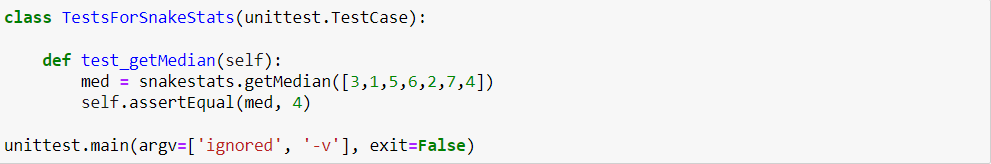 class TestsForSnakeStats(unittest.TestCase):
    def test_getMedian(self):
        med = snakestats.getMedian([3,1,5,6,2,7,4])
        self.assertEqual(med, 4)
unittest.main(argv=['ignored', '-v'], exit=False)